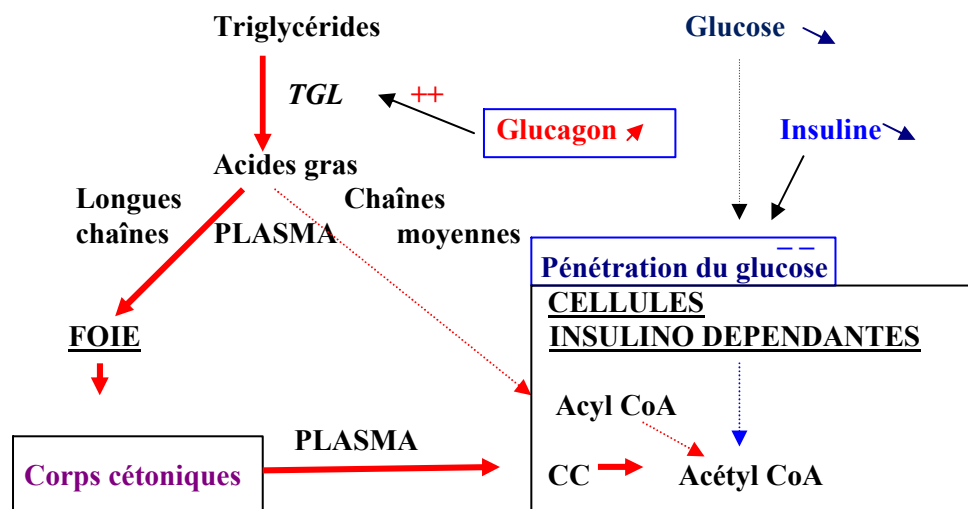 Triglycérides
Glucose
TGL
++
Glucagon
Insuline
Acides gras
Longues
chaînes
Chaînes
moyennes
PLASMA
_ _
Pénétration du glucose
CELLULES
INSULINO DEPENDANTES
FOIE
Acyl CoA
PLASMA
Corps cétoniques
CC
Acétyl CoA